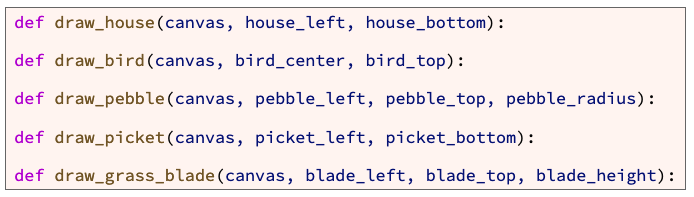 def draw_house(canvas, house_left, house_bottom):
def draw_bird(canvas, bird_center, bird_top):
def draw_pebble(canvas, pebble_left, pebble_top, pebble_radius):
def draw_picket(canvas, picket_left, picket_bottom):
def draw_grass_blade(canvas, blade_left, blade_top, blade_height):